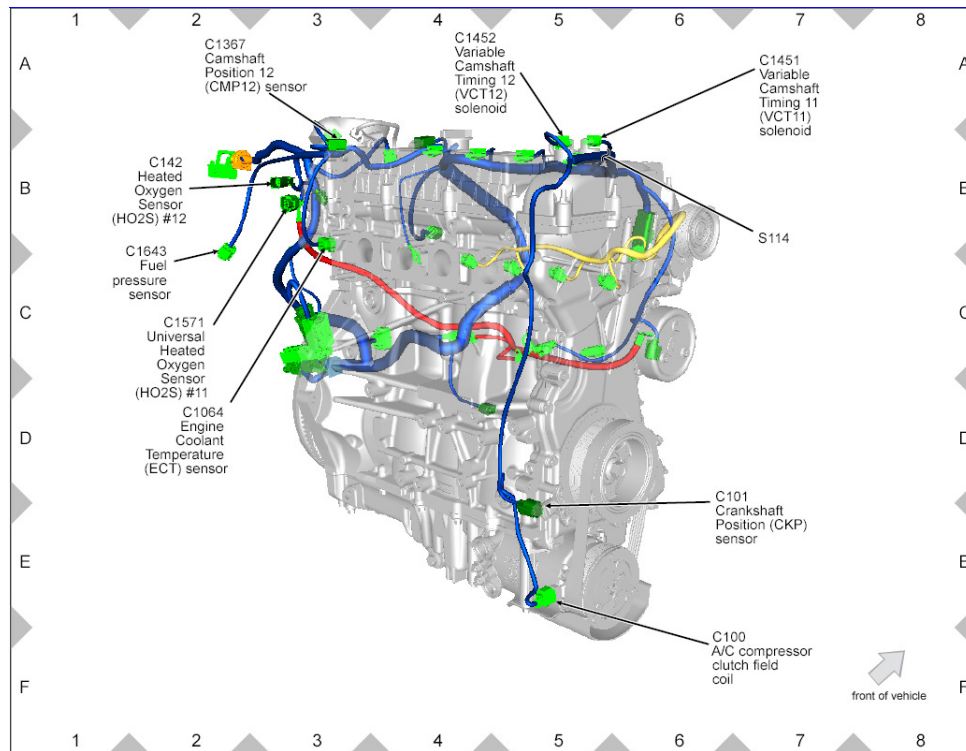 1 2 3 4 5 6 7 8
A
B
C
D
E
F
A
B
C
D
E
F
C1367
Camshaft
Position 12
(CMP12) sensor
C1452
Variable
Camshaft
Timing 12
(VCT12)
solenoid
C1451
Variable
Camshaft
Timing 11
(VCT11)
solenoid
C142
Heated
Oxygen
Sensor
(HO2S) #12
S114
C1643
Fuel
pressure
sensor
C1571
Universal
Heated
Oxygen
Sensor
(HO2S) #11
C1064
Engine
Coolant
Temperature
(ECT) sensor
C101
Crankshaft
Position (CKP)
sensor
C100
A/C compressor
clutch field
coil
front of vehicle
1 2 3 4 5 6 7 8